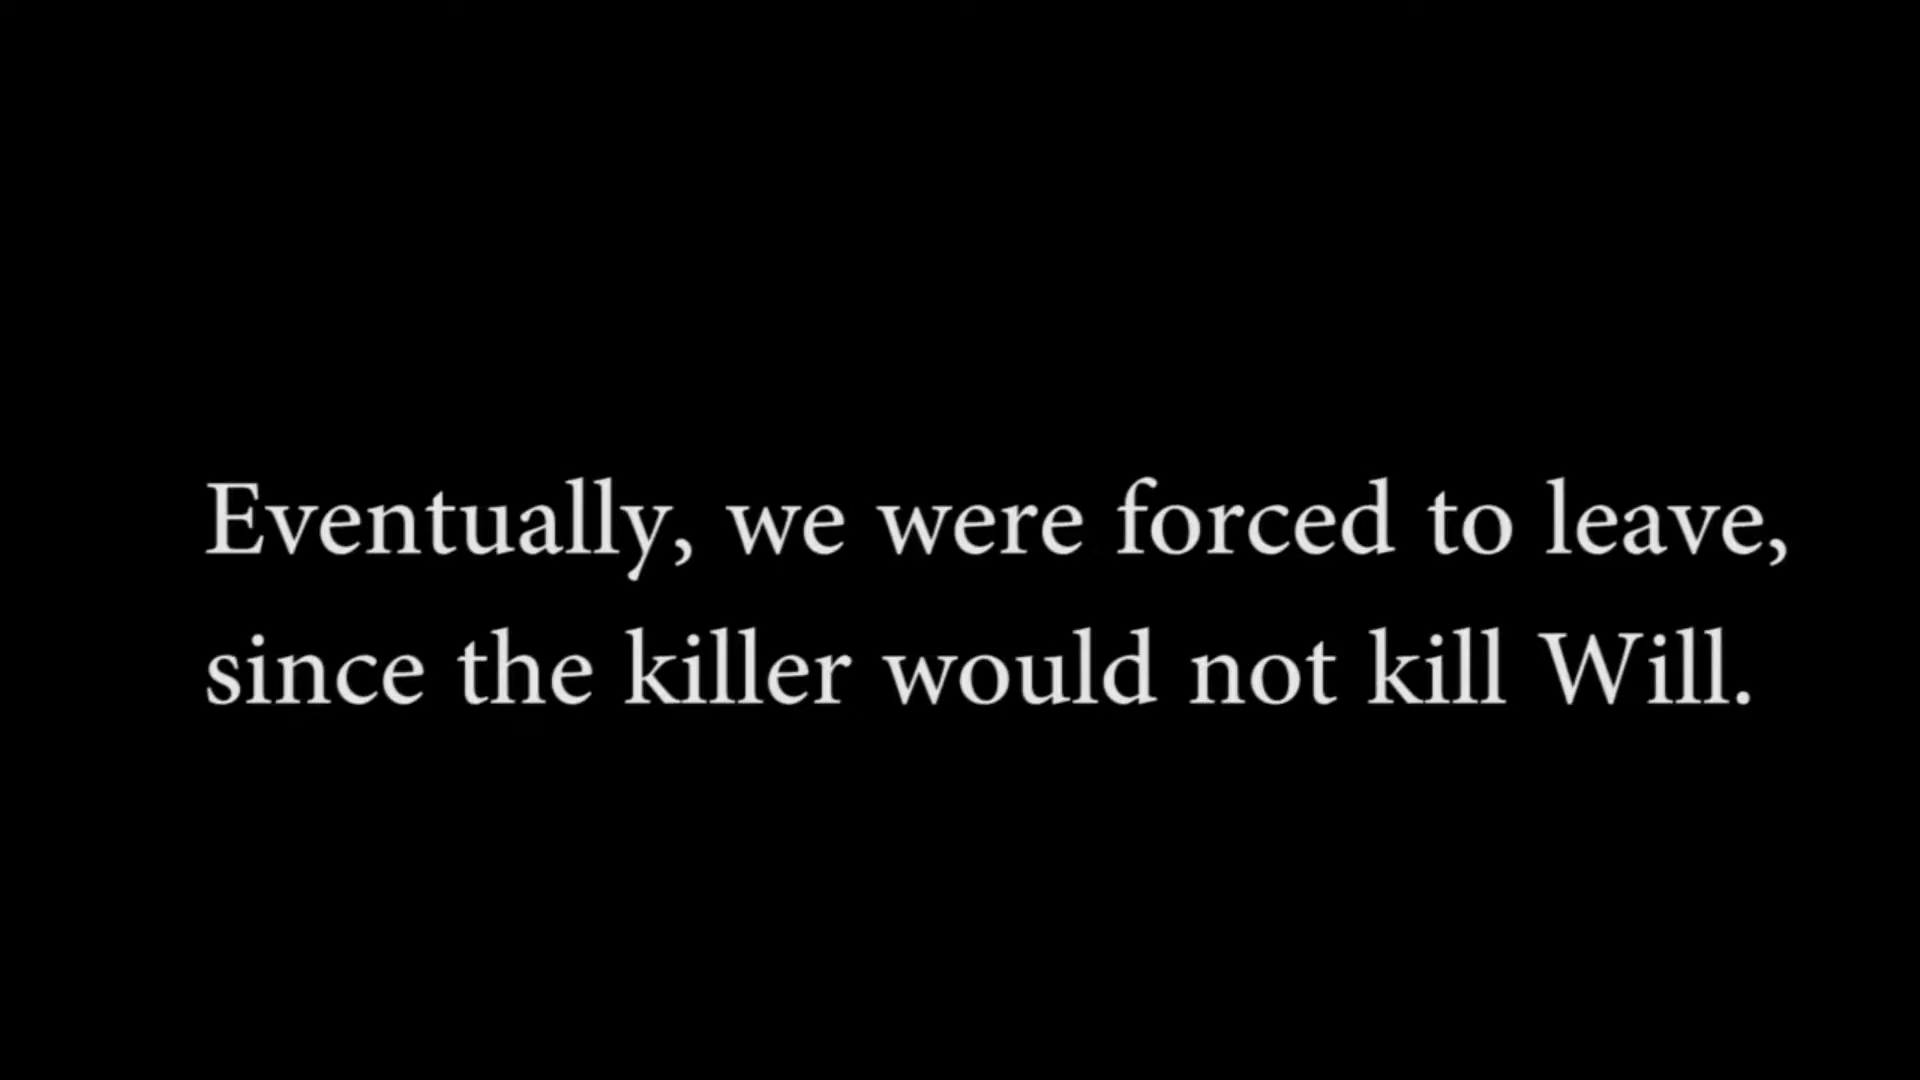 Eventually, we were forced to leave,
since the killer would not kill Will.